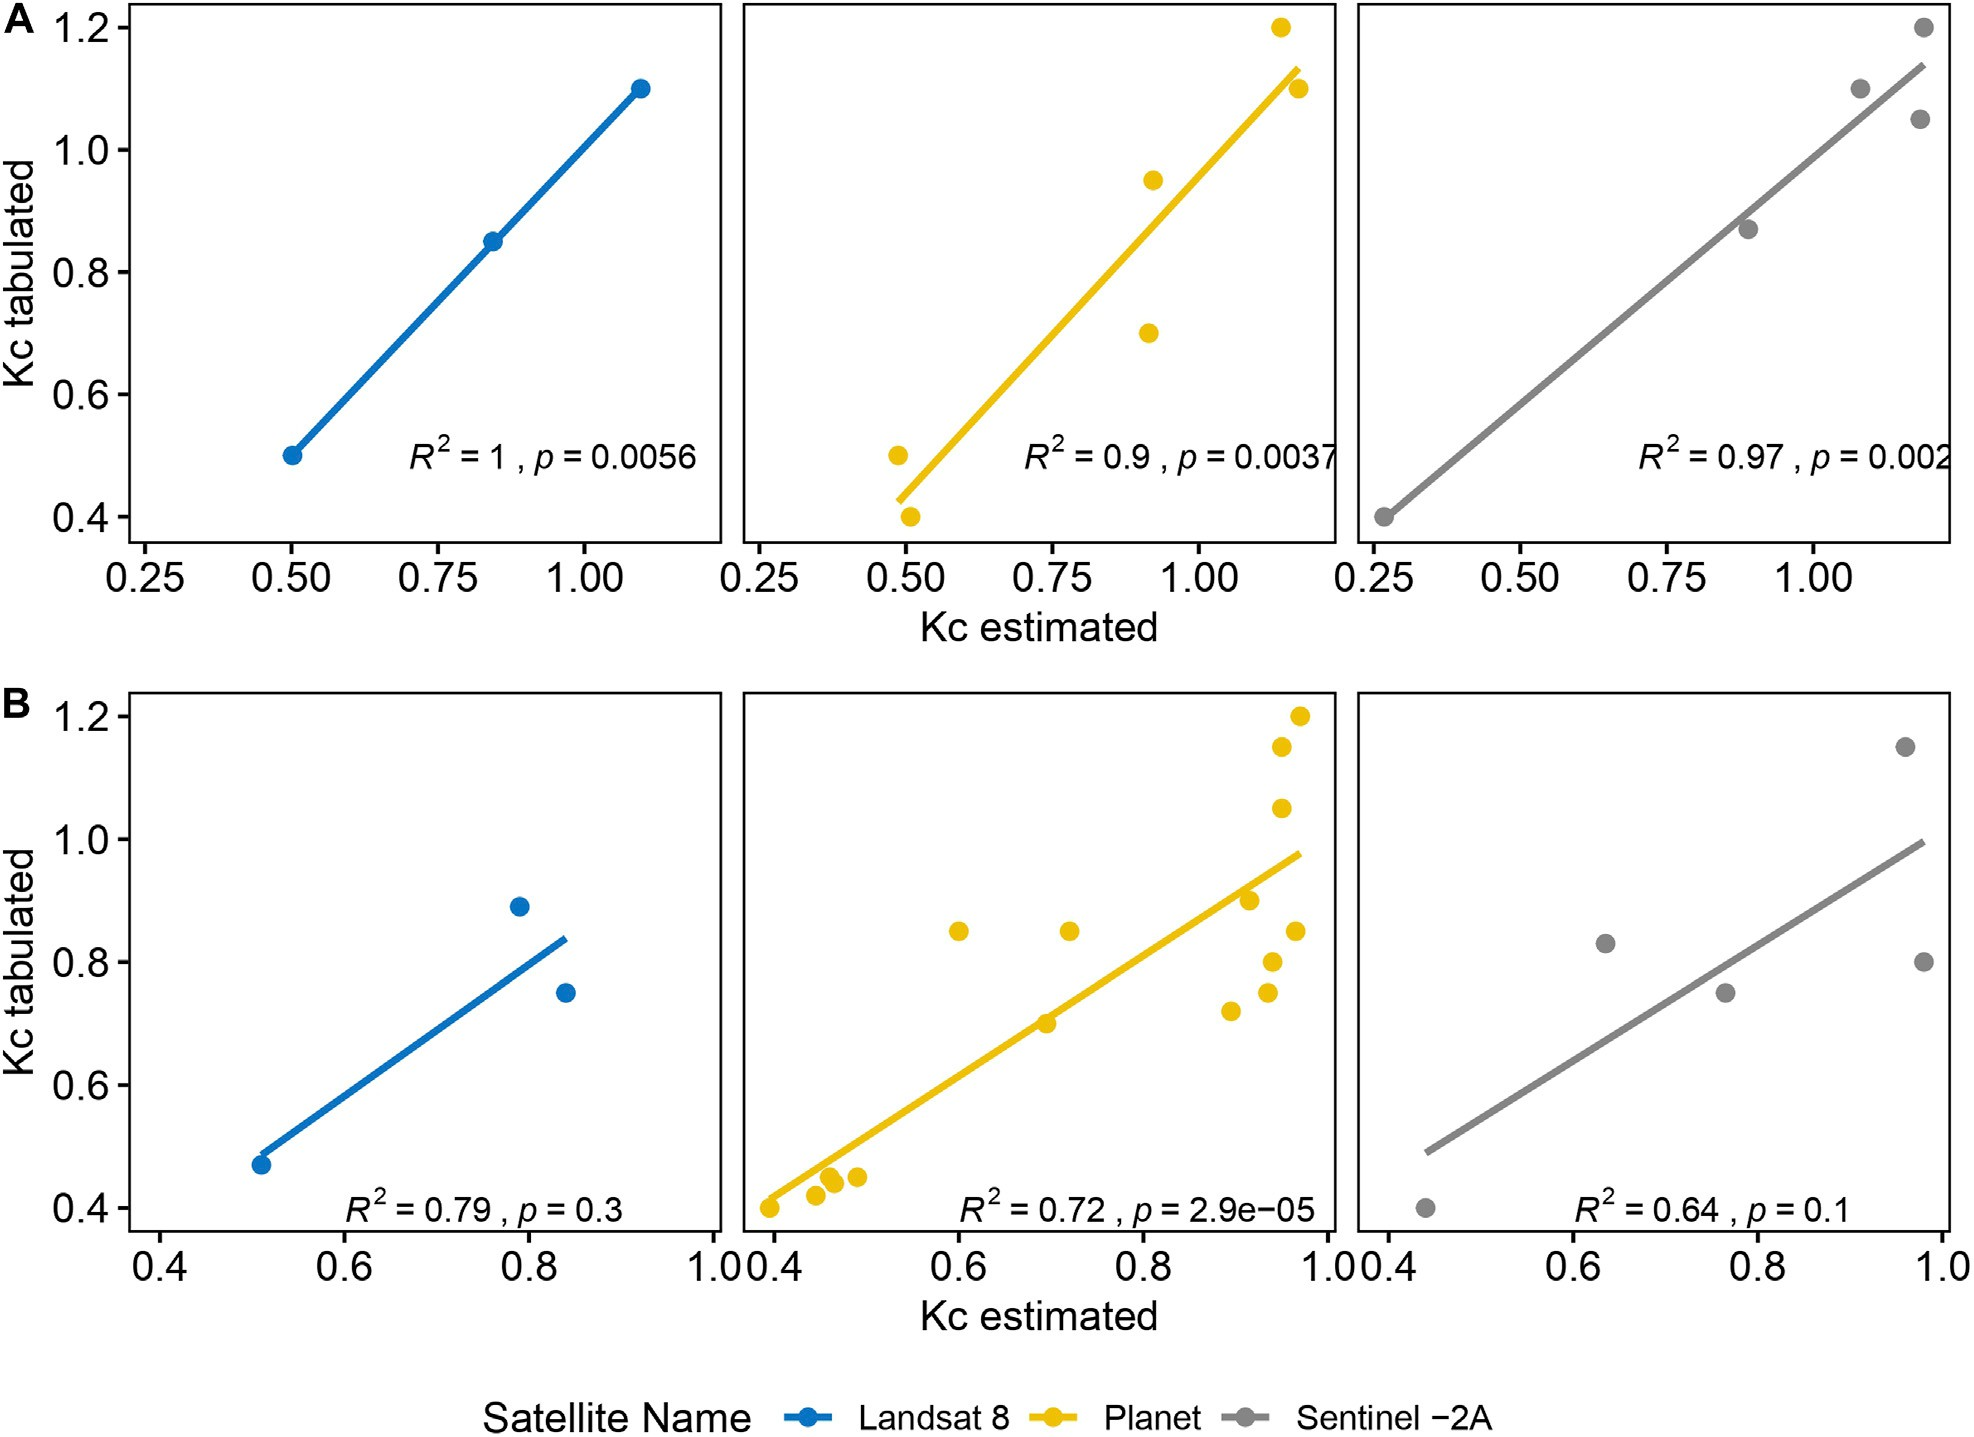 A
1.2
1.0
0.8
0.6
0.4
Kc tabulated
R² = 1 , p = 0.0056
R² = 0.9 , p = 0.0037
R² = 0.97 , p = 0.002
0.25 0.50 0.75 1.00 0.25 0.50 0.75 1.00 0.25 0.50 0.75 1.00
Kc estimated
B
1.2
1.0
0.8
0.6
0.4
Kc tabulated
R² = 0.79 , p = 0.3
R² = 0.72 , p = 2.9e−05
R² = 0.64 , p = 0.1
0.4 0.6 0.8 1.0 0.4 0.6 0.8 1.0 0.4 0.6 0.8 1.0
Kc estimated
Satellite Name Landsat 8 Planet Sentinel −2A